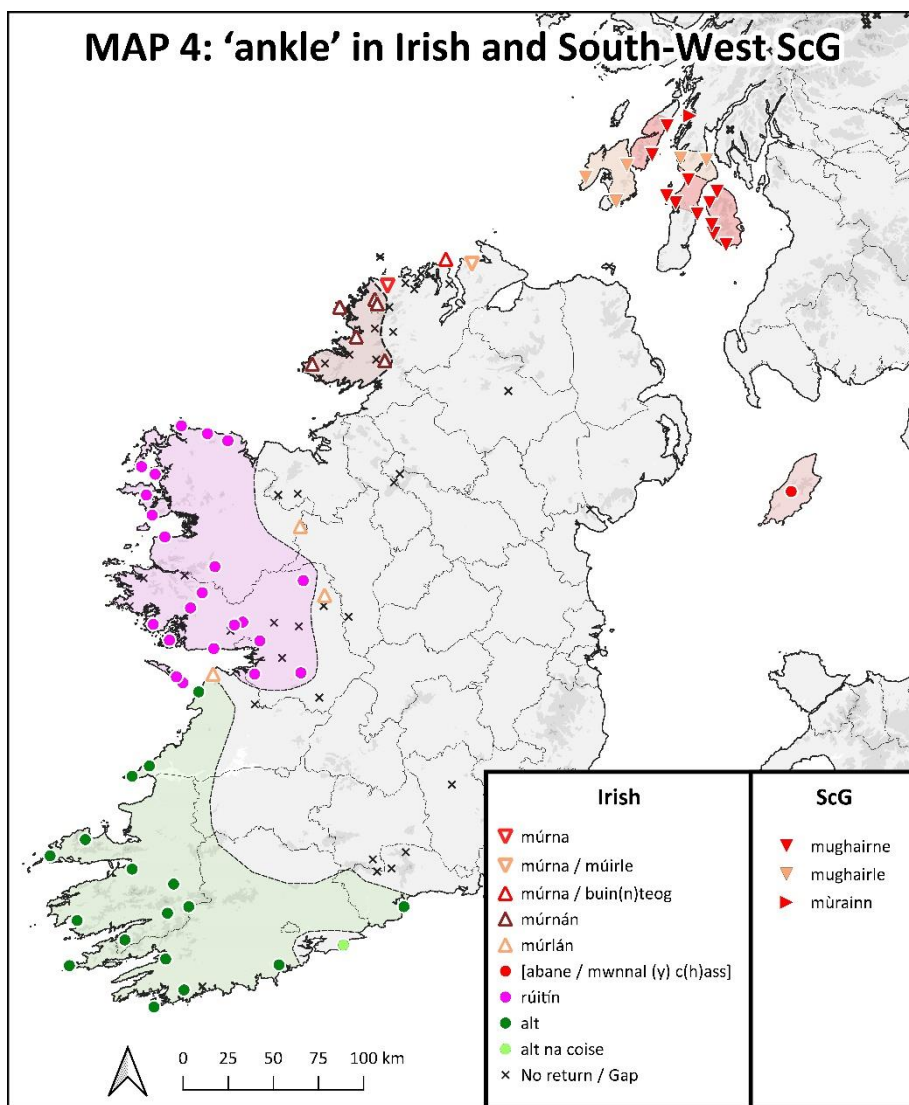 MAP 4: ‘ankle’ in Irish and South-West ScG
Irish
múrna
múrna / múirle
múrna / buin(n)teog
múrnán
múrlán
[abane / mwnnal (y) c(h)ass]
rúitín
alt
alt na coise
No return / Gap
ScG
mughairne
mughairle
mùrainn
0 25 50 75 100 km